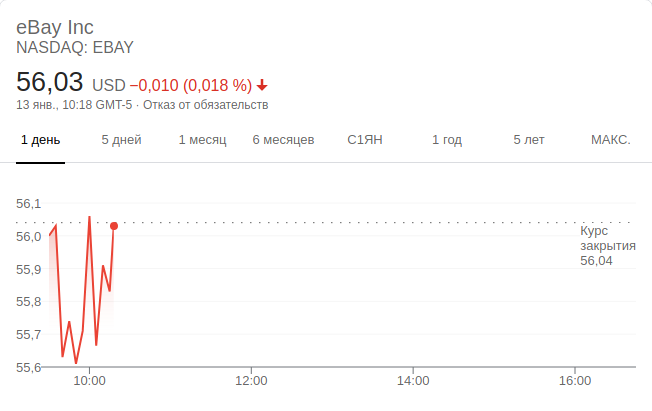 eBay Inc
NASDAQ: EBAY
56,03 USD −0,010 (0,018 %)
13 янв., 10:18 GMT-5 · Отказ от обязательств
1 день 5 дней 1 месяц 6 месяцев С1ЯН 1 год 5 лет МАКС.
56,1
56,0
55,9
55,8
55,7
55,6
Курс
закрытия
56,04
10:00 12:00 14:00 16:00